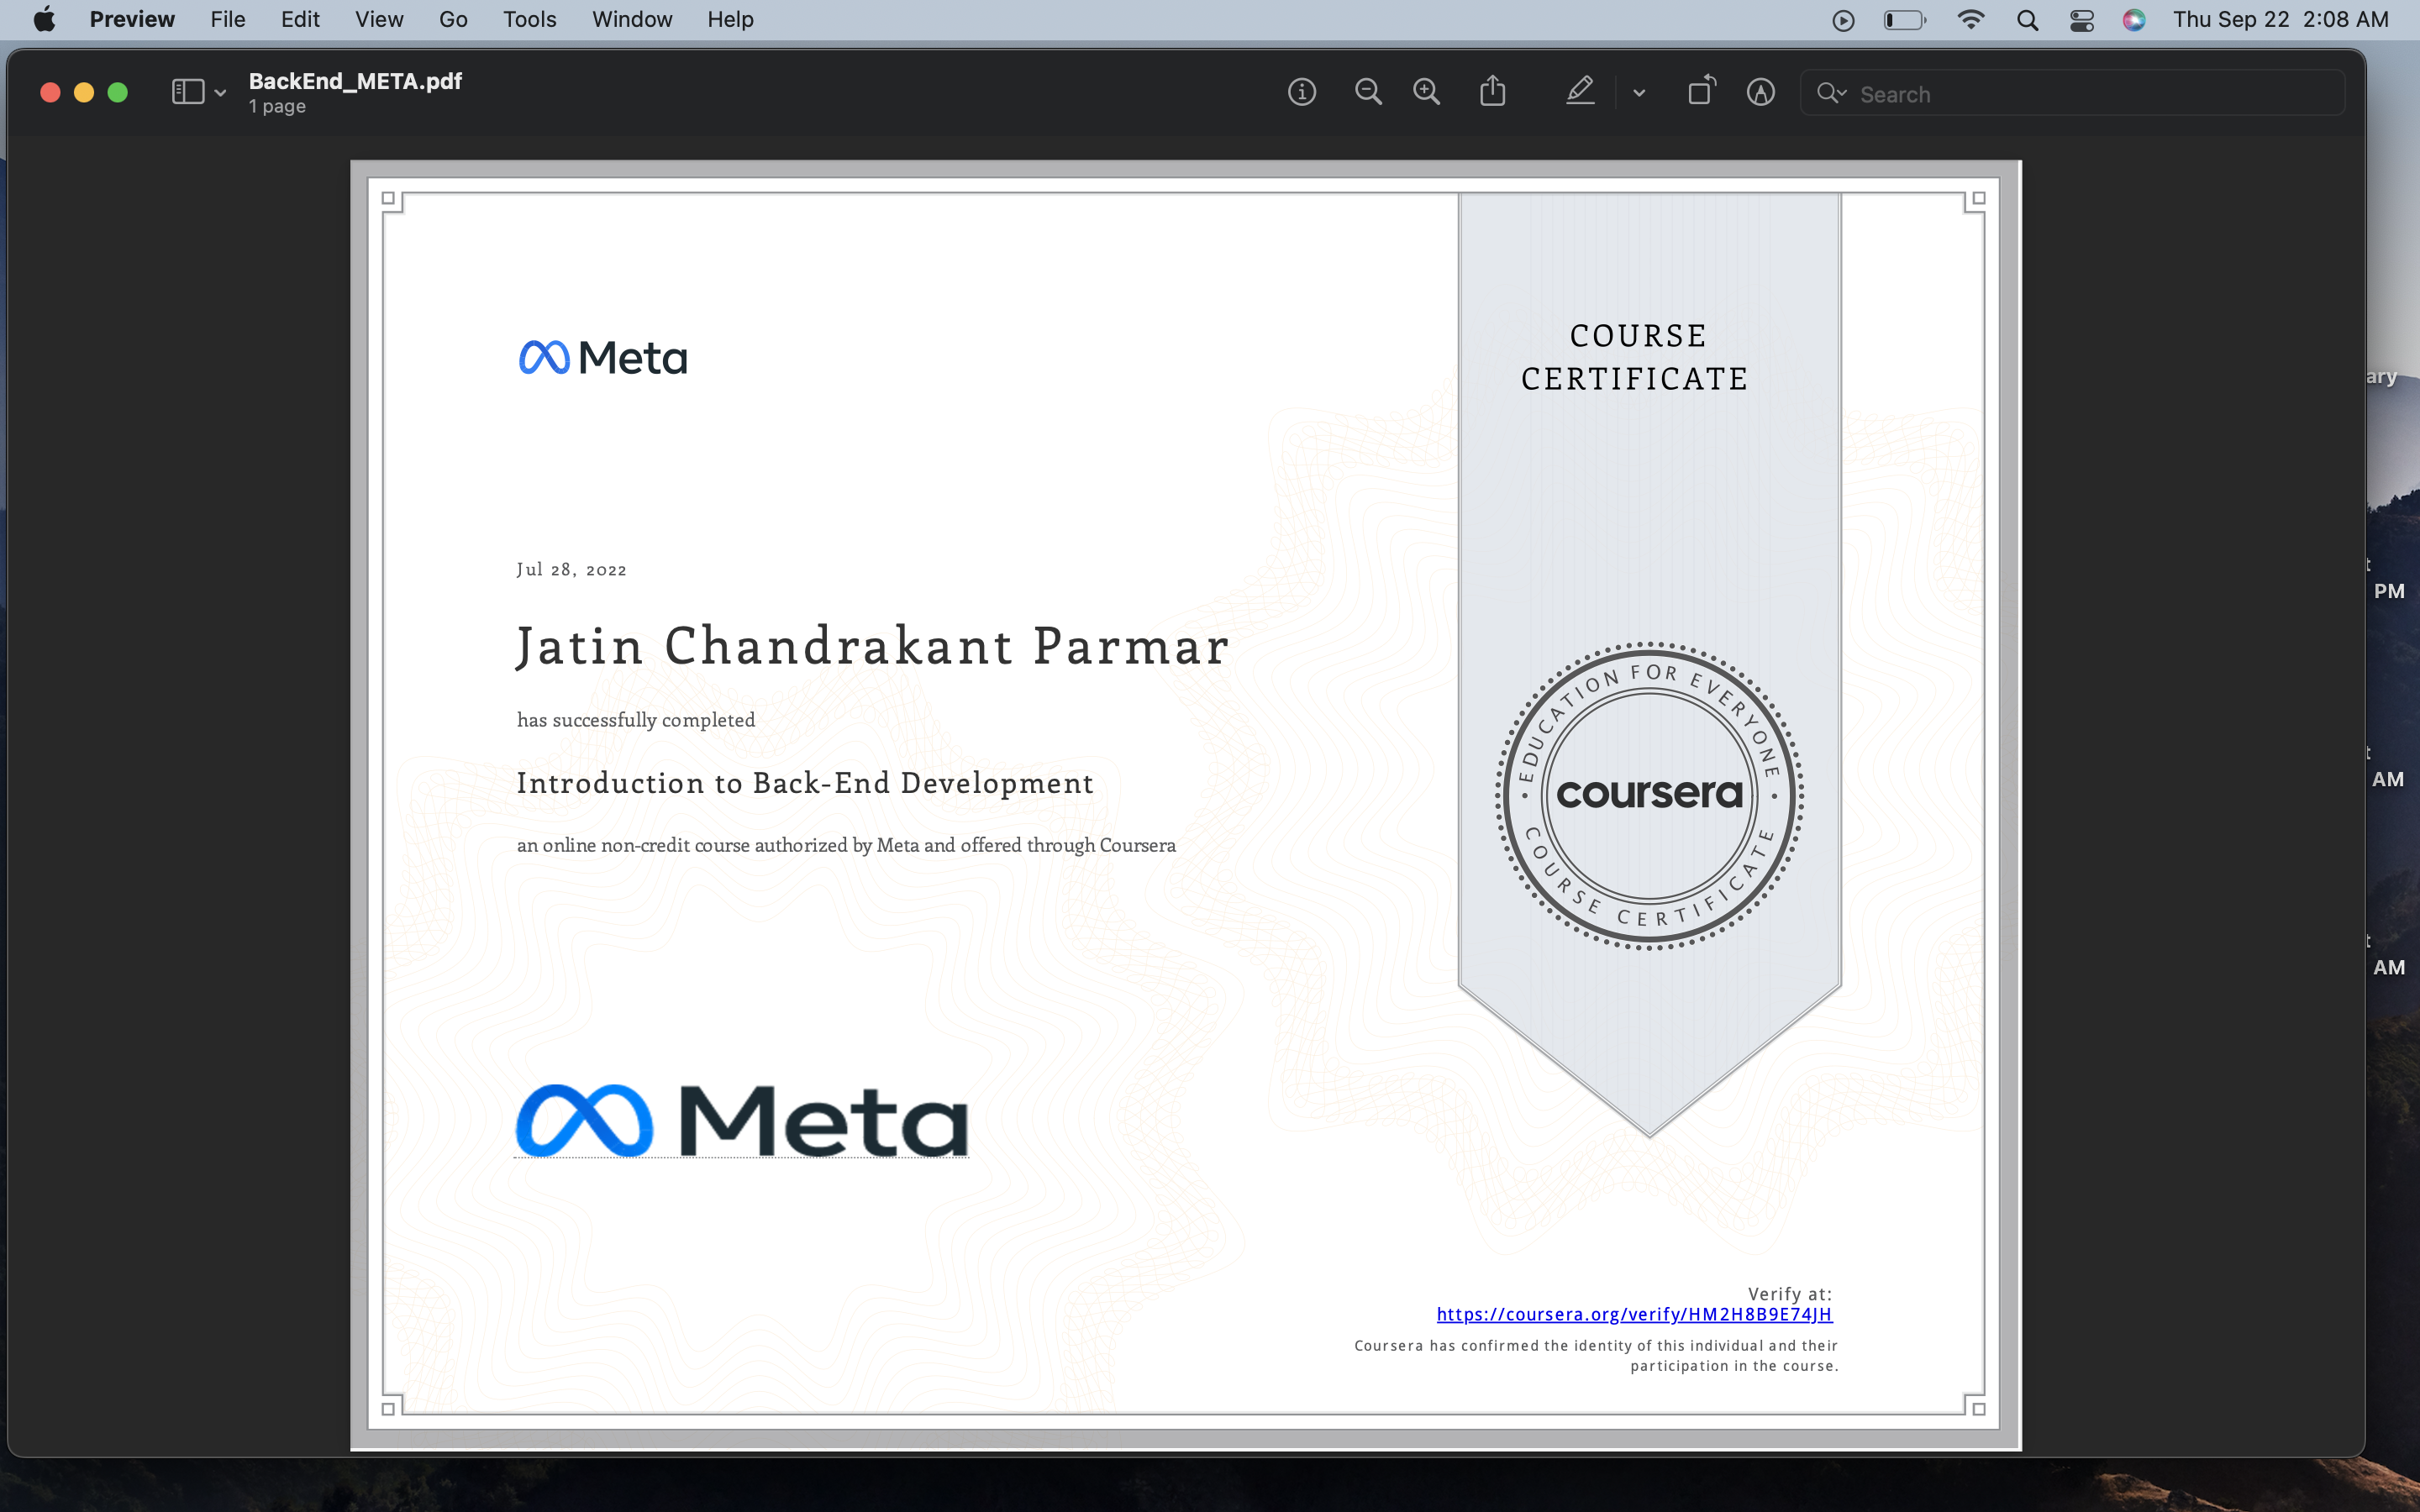 Preview File Edit View Go Tools Window Help
Thu Sep 22 2:08 AM
BackEnd_META.pdf
1 page
Search
Meta
COURSE
CERTIFICATE
Jul 28, 2022
Jatin Chandrakant Parmar
has successfully completed
Introduction to Back-End Development
an online non-credit course authorized by Meta and offered through Coursera
EDUCATION FOR EVERYONE
coursera
COURSE CERTIFICATE
Meta
Verify at:
https://coursera.org/verify/HM2H8B9E74JH
Coursera has confirmed the identity of this individual and their
participation in the course.
PM
AM
AM